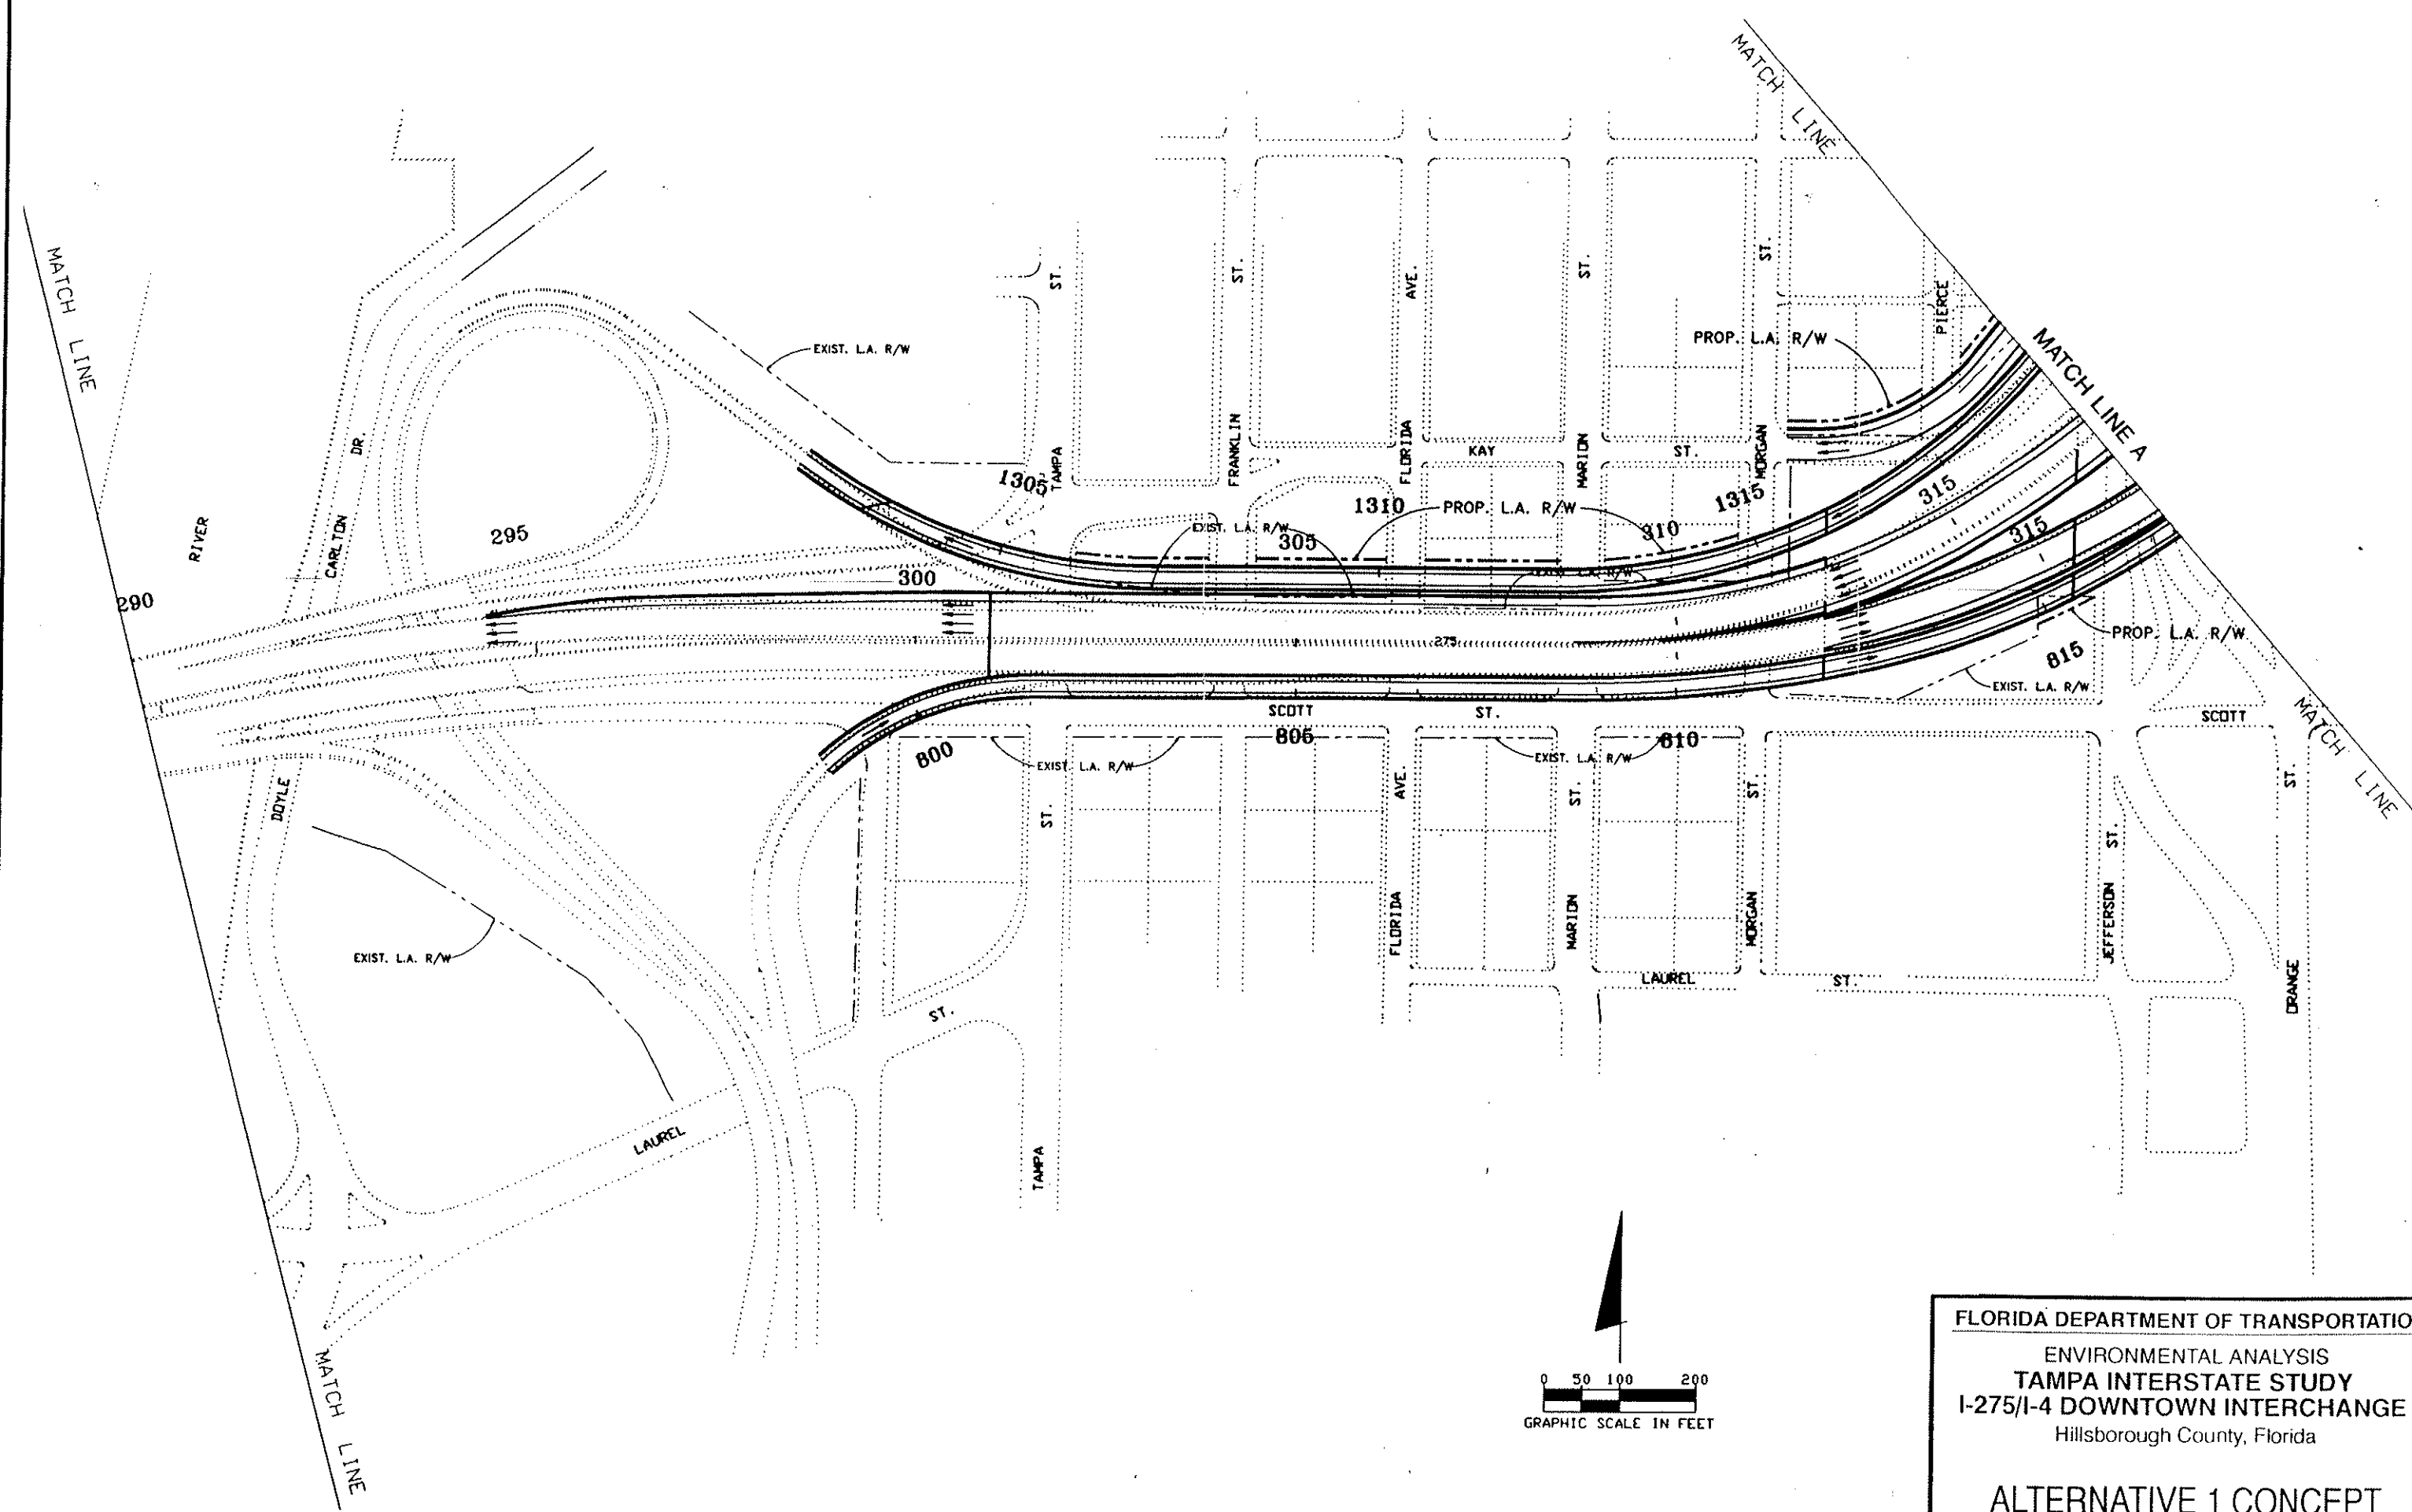 MATCH LINE
MATCH LINE
ST.
ST.
AVE.
ST.
ST.
PIERCE
EXIST. L.A. R/W
PROP. L.A. R/W
MATCH LINE A
RIVER
CARLTON DR.
TAMPA
FRANKLIN
FLORIDA
KAY ST.
MARION
MORGAN
1305
1310
PROP. L.A. R/W
1315
315
295
EXIST. L.A. R/W
305
310
315
290
300
EXIST. L.A. R/W
275
PROP. L.A. R/W
815
EXIST. L.A. R/W
SCOTT ST.
SCOTT
MATCH LINE
800
805
810
EXIST. L.A. R/W
EXIST. L.A. R/W
DOYLE
ST.
AVE.
ST.
ST.
ST.
ST.
FLORIDA
MARION
MORGAN
JEFFERSON
ORANGE
EXIST. L.A. R/W
LAUREL ST.
ST.
LAUREL
TAMPA
MATCH LINE
0 50 100 200
GRAPHIC SCALE IN FEET
FLORIDA DEPARTMENT OF TRANSPORTATIO
ENVIRONMENTAL ANALYSIS
TAMPA INTERSTATE STUDY
I-275/I-4 DOWNTOWN INTERCHANGE
Hillsborough County, Florida
ALTERNATIVE 1 CONCEPT